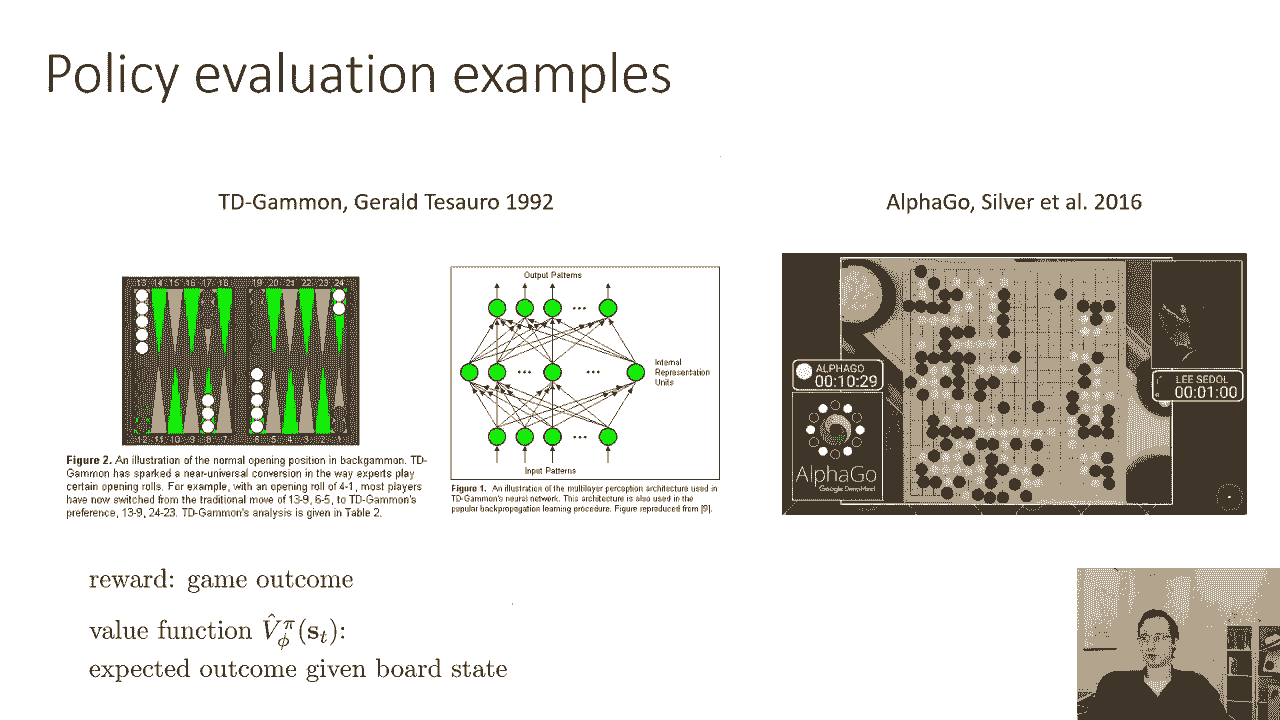 Policy evaluation examples
TD-Gammon, Gerald Tesauro 1992
AlphaGo, Silver et al. 2016
13 14 15 16 17 18 19 20 21 22 23 24
12 11 10 9 8 7 6 5 4 3 2 1
Figure 2. An illustration of the normal opening position in backgammon. TD-
Gammon has sparked a near-universal conversion in the way experts play
certain opening rolls. For example, with an opening roll of 4-1, most players
have now switched from the traditional move of 13-9, 6-5, to TD-Gammon's
preference, 13-9, 24-23. TD-Gammon's analysis is given in Table 2.
Output Patterns
Internal
Representation
Units
Input Patterns
Figure 1. An illustration of the multilayer perception architecture used in
TD-Gammon's neural network. This architecture is also used in the
popular backpropagation learning procedure. Figure reproduced from [9].
ALPHAGO
00:10:29
LEE SEDOL
00:01:00
AlphaGo
Google DeepMind
reward: game outcome
value function V̂^π_ϕ(s_t):
expected outcome given board state